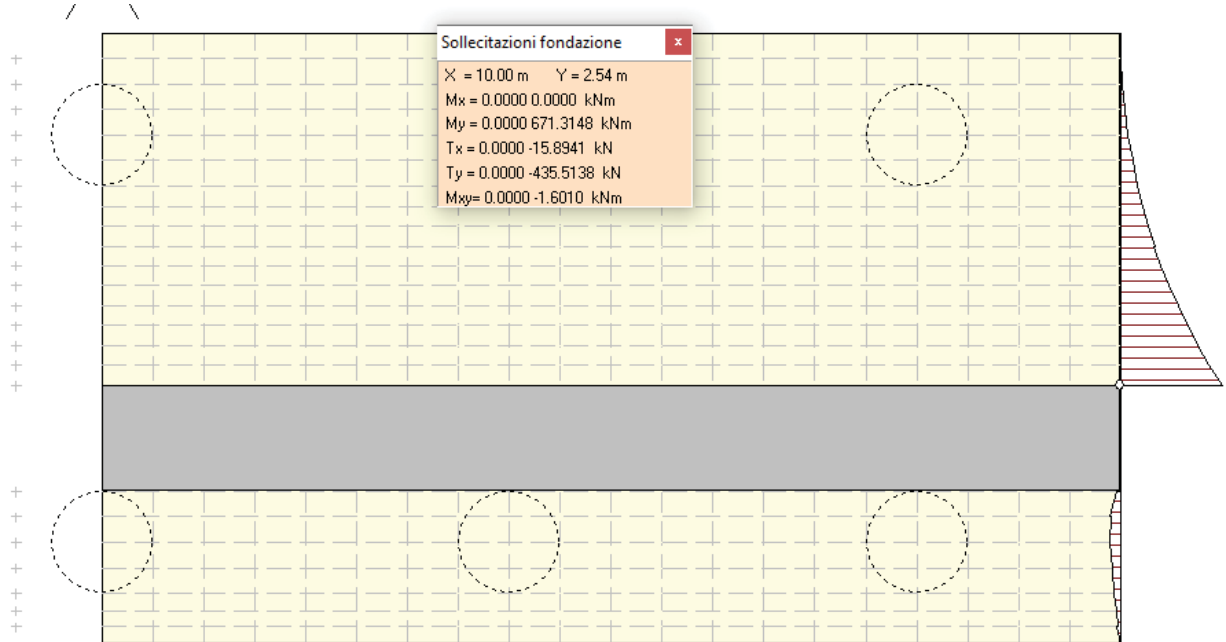 Sollecitazioni fondazione x
X = 10.00 m Y = 2.54 m
Mx = 0.0000 0.0000 kNm
My = 0.0000 671.3148 kNm
Tx = 0.0000 -15.8941 kN
Ty = 0.0000 -435.5138 kN
Mxy= 0.0000 -1.6010 kNm